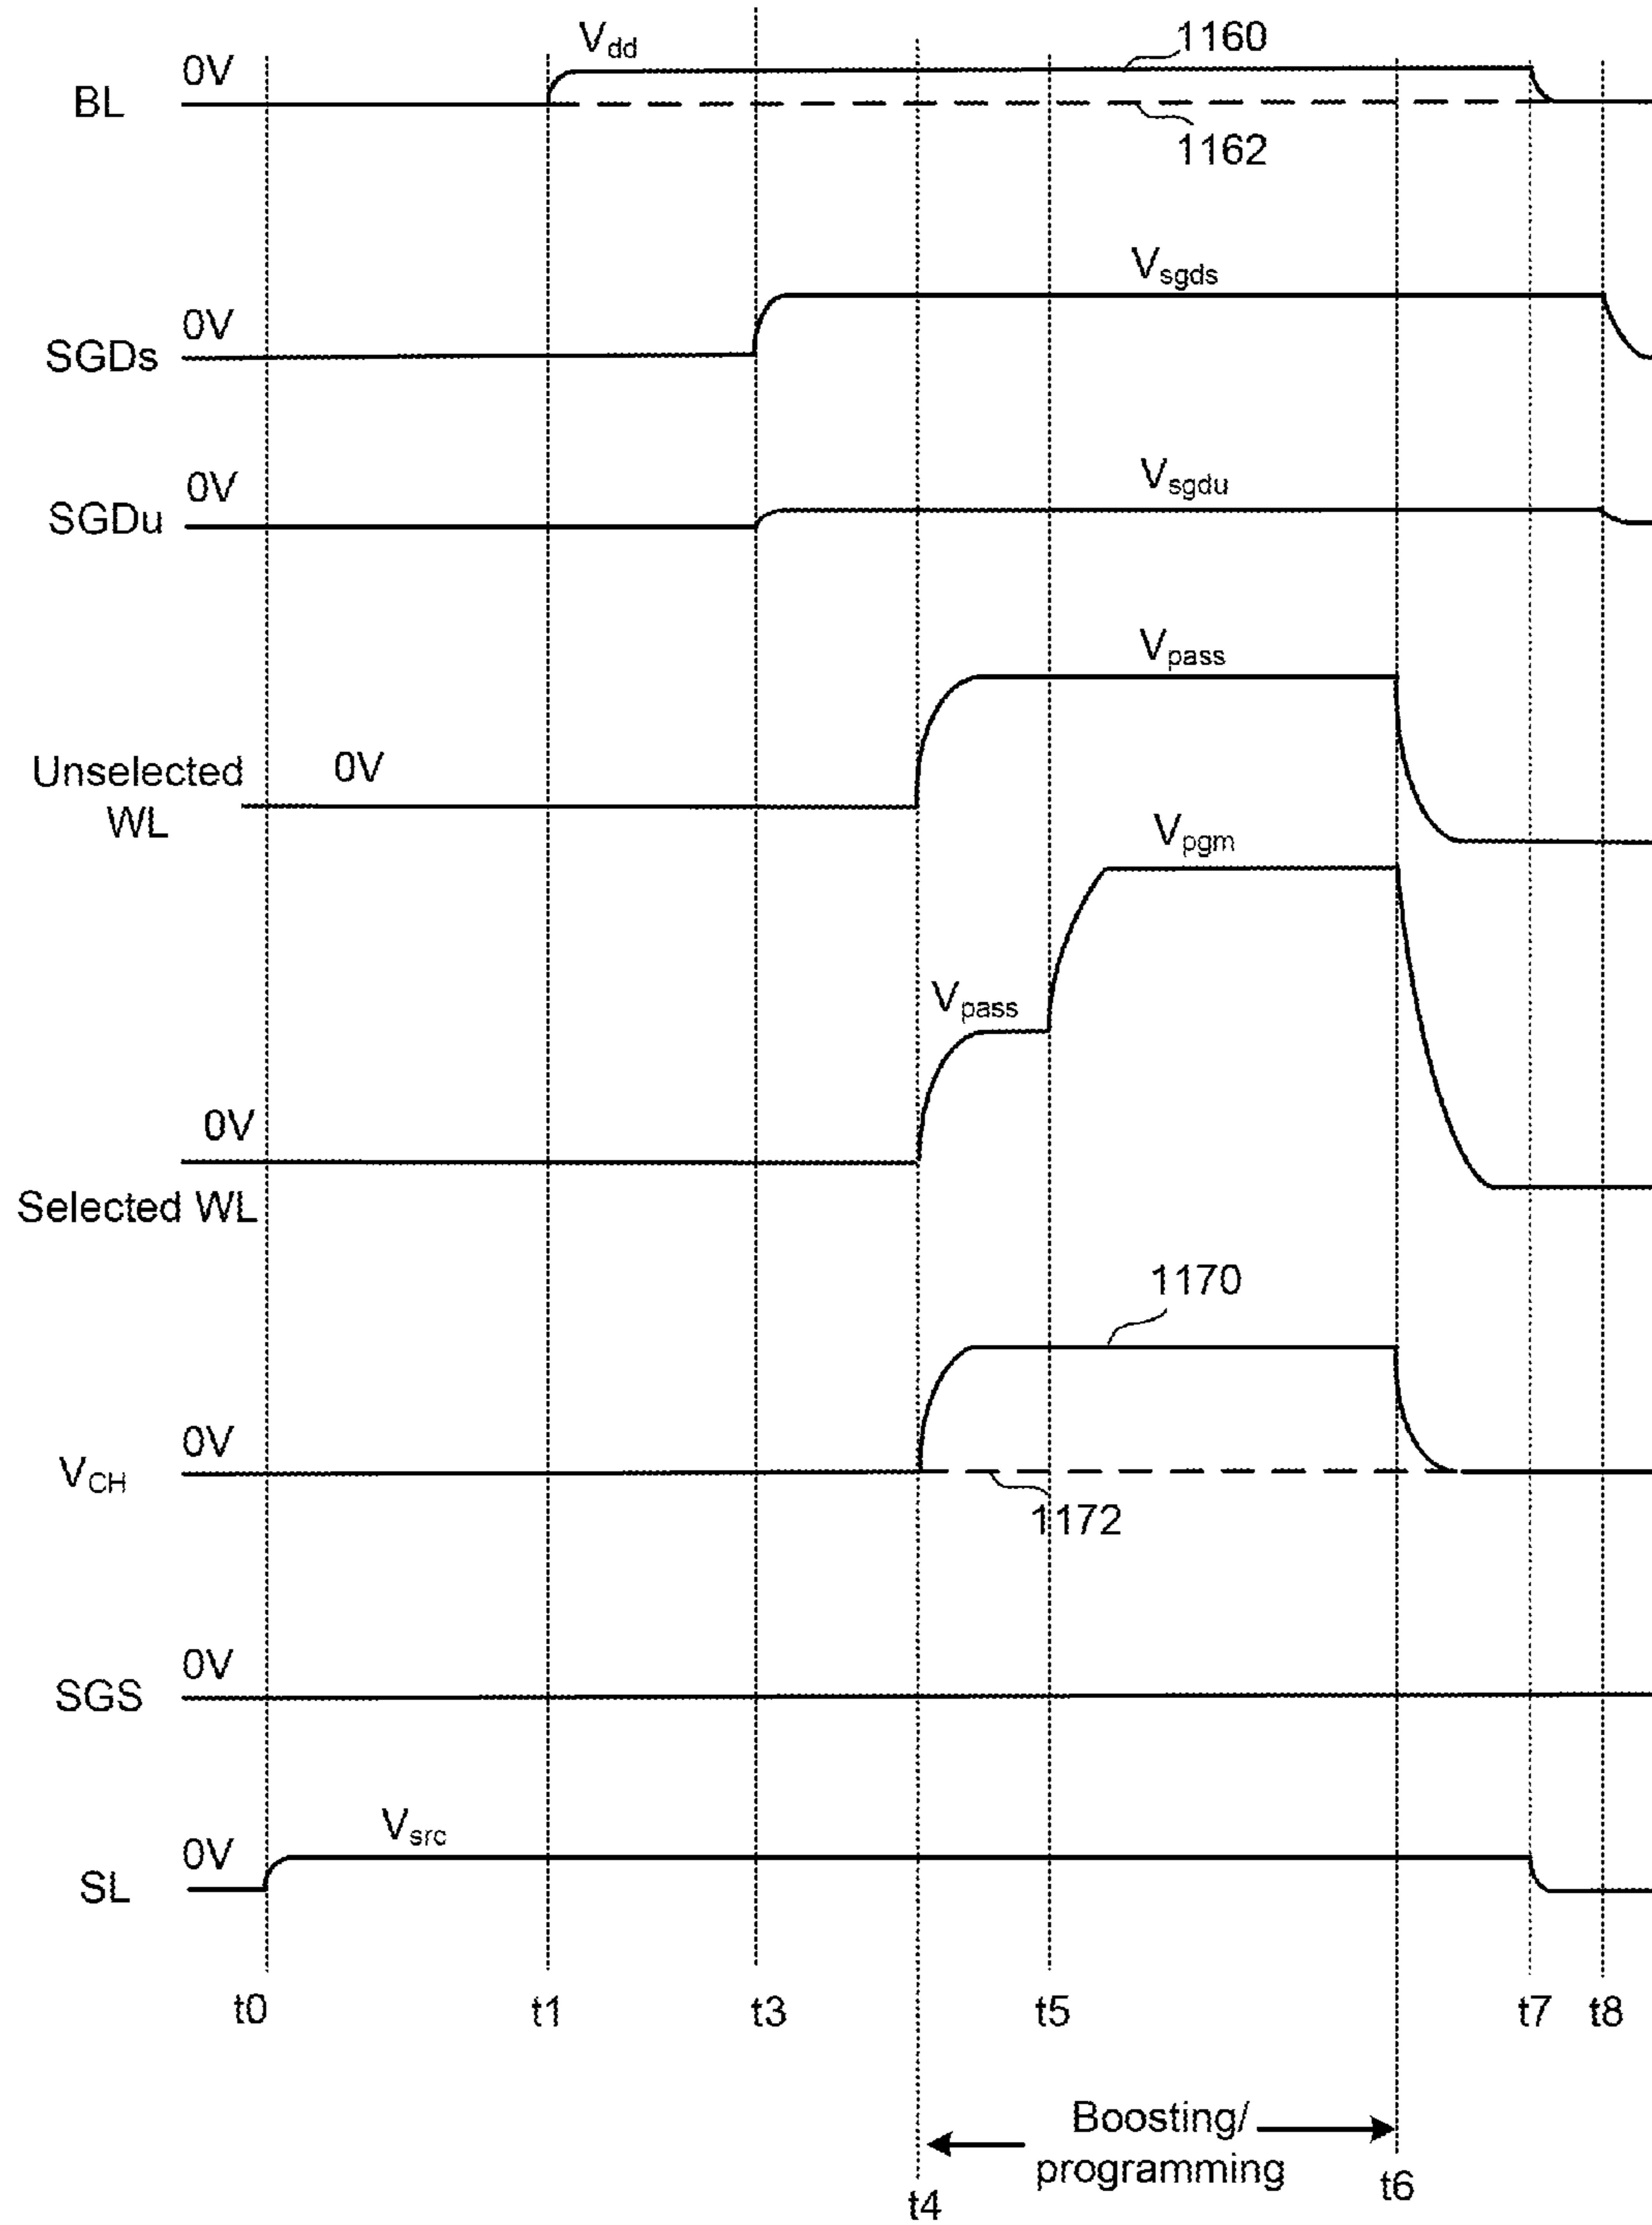 Vdd
1160
0V
BL
1162
Vsgds
0V
SGDs
Vsgdu
0V
SGDu
Vpass
0V
Unselected
WL
Vpgm
Vpass
0V
Selected WL
1170
0V
VCH
1172
0V
SGS
Vsrc
0V
SL
t0 t1 t3 t5 t7 t8
Boosting/
programming
t4 t6